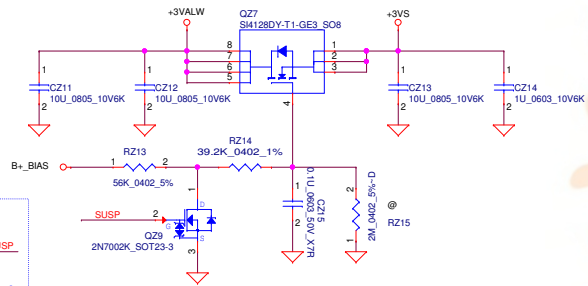 +3VALW
QZ7
SI4128DY-T1-GE3_SO8
+3VS
8
7
6
5
1
2
3
4
1
CZ11
2
10U_0805_10V6K
1
CZ12
2
10U_0805_10V6K
1
CZ13
2
10U_0805_10V6K
1
CZ14
2
1U_0603_10V6K
B+_BIAS
1
RZ13
2
56K_0402_5%
RZ14
39.2K_0402_1%
SUSP
2
G
1
D
S
3
QZ9
2N7002K_SOT23-3
1
2
CZ15
0.1U_0603_50V_X7R
2
1
2M_0402_5%~D
@
RZ15
USP